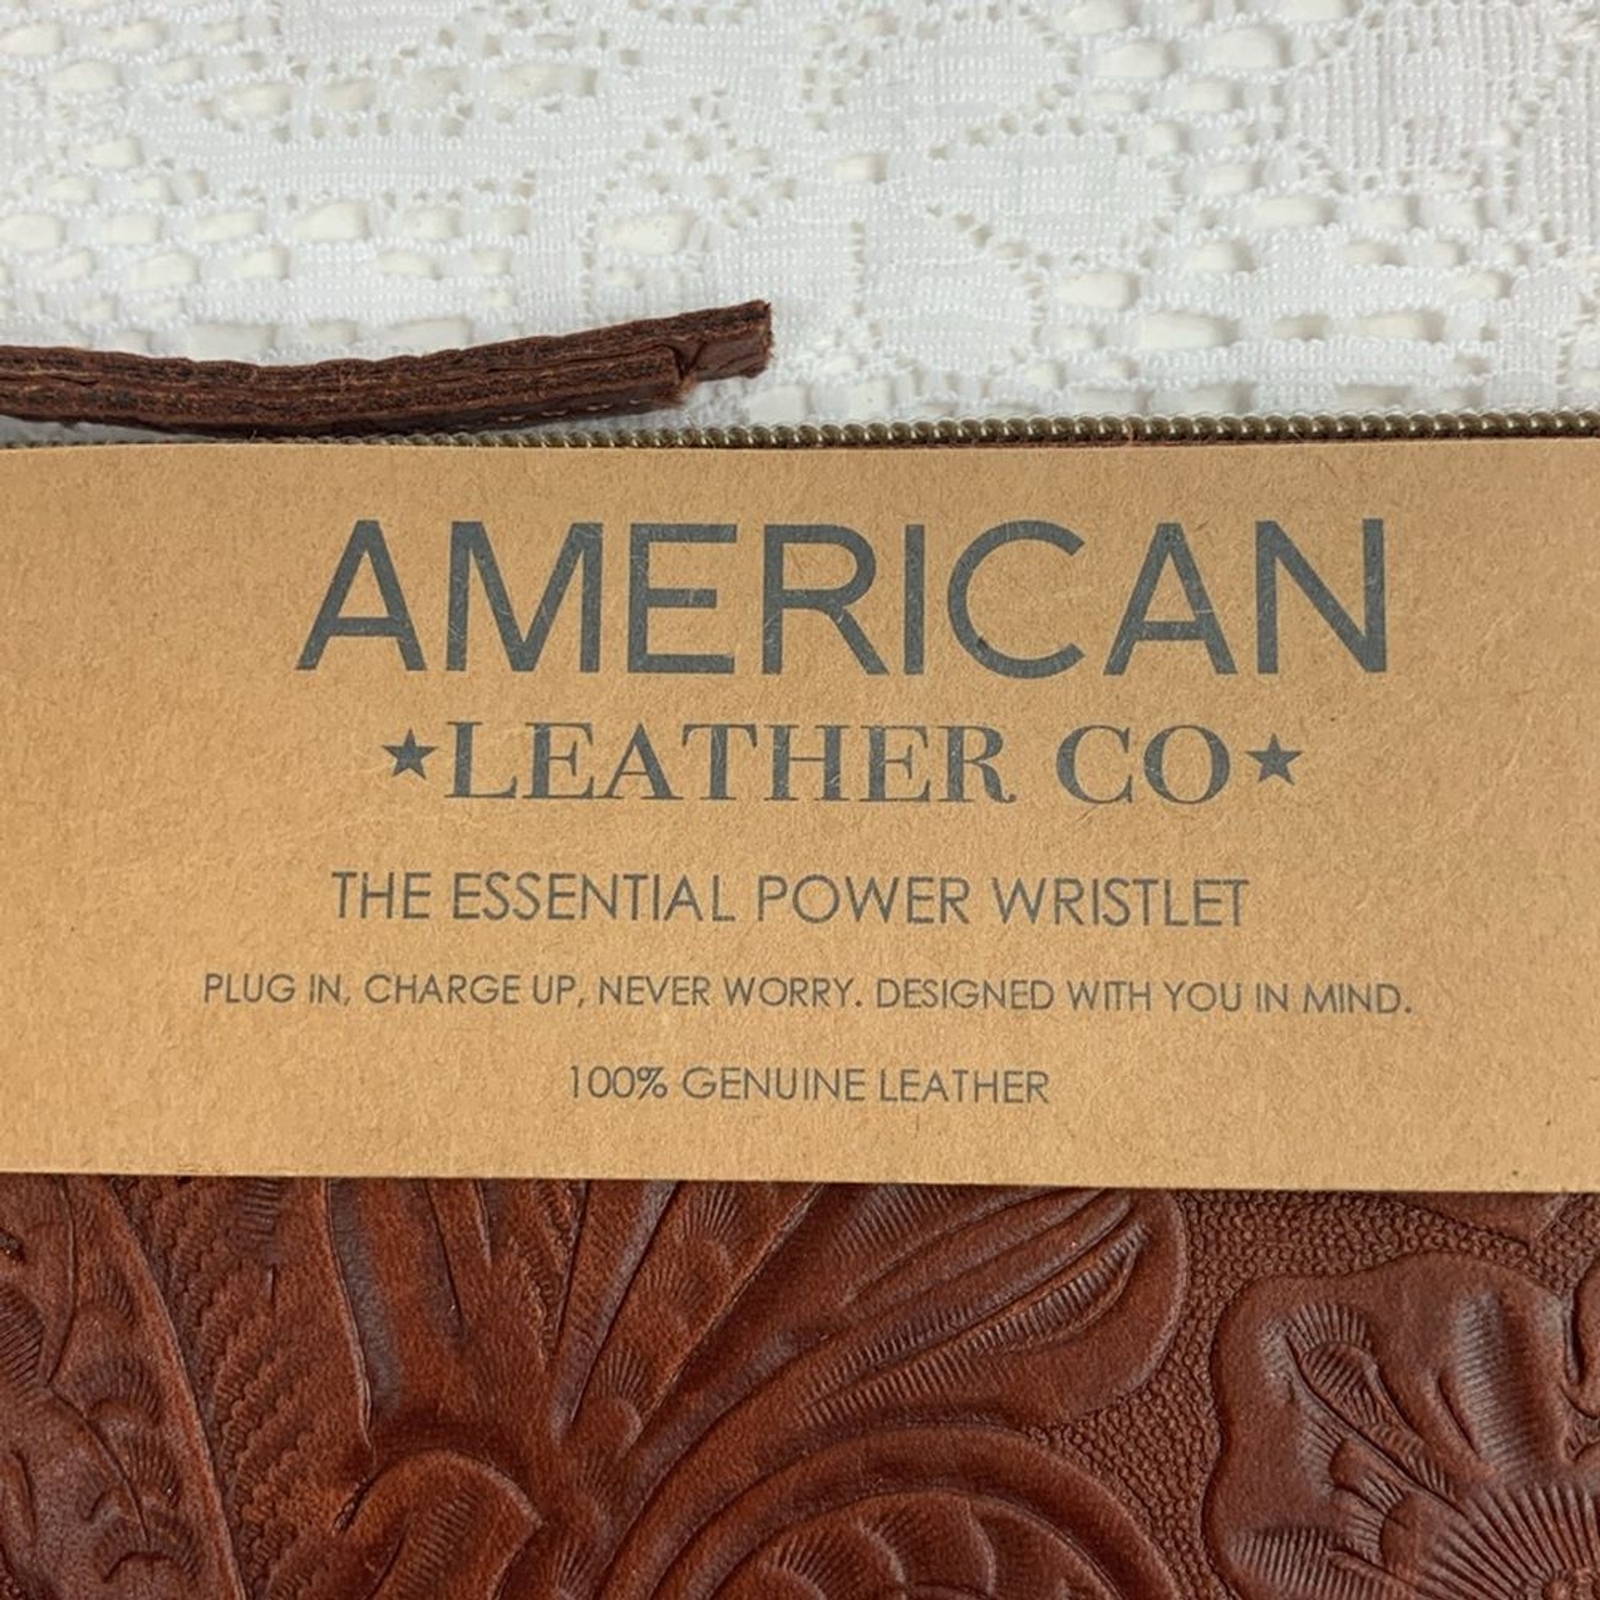 AMERICAN
★LEATHER CO★
THE ESSENTIAL POWER WRISTLET
PLUG IN, CHARGE UP, NEVER WORRY. DESIGNED WITH YOU IN MIND.
100% GENUINE LEATHER